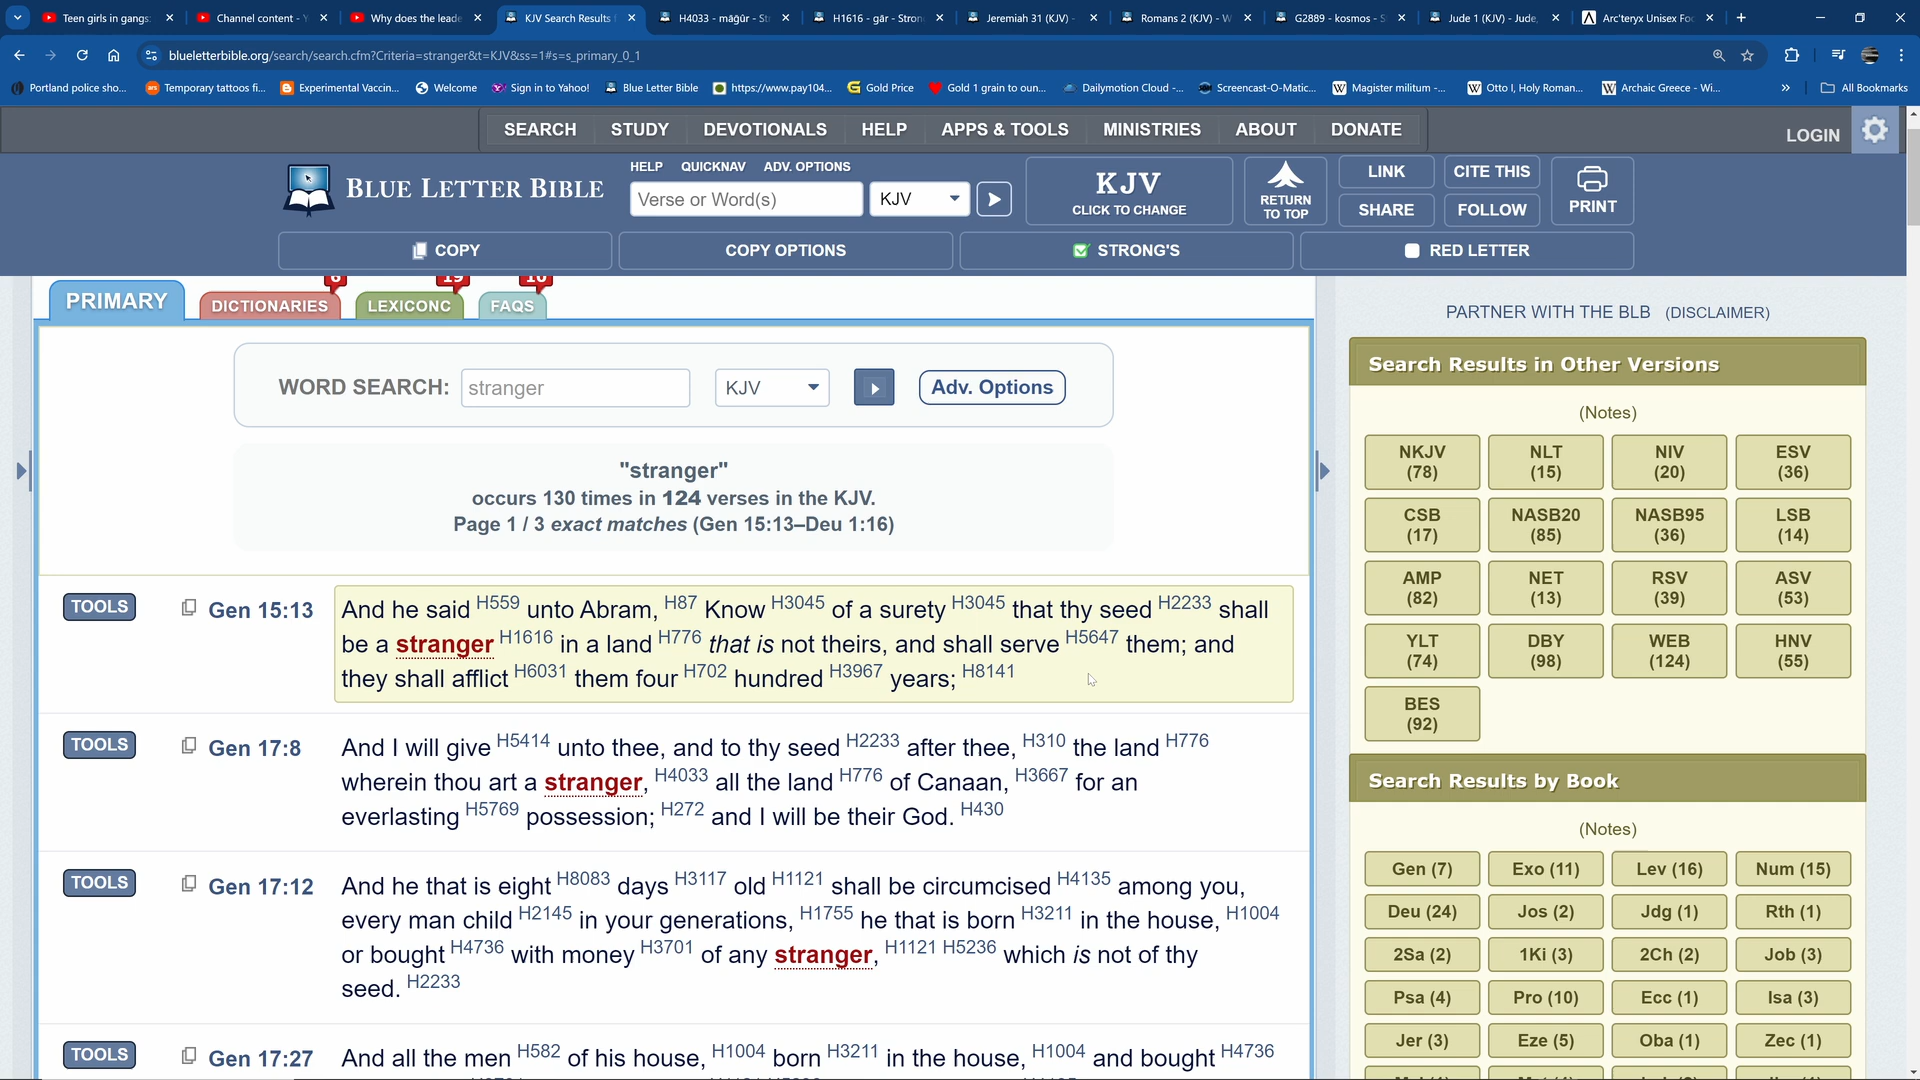 Teen girls in gangs:
Channel content - Y
Why does the leade
KJV Search Results
H4033 - māḡûr - St
H1616 - gār - Stron
Jeremiah 31 (KJV) -
Romans 2 (KJV) - W
G2889 - kosmos - S
Jude 1 (KJV) - Jude,
Arc'teryx Unisex Fo
blueletterbible.org/search/search.cfm?Criteria=stranger&t=KJV&ss=1#s=s_primary_0_1
Portland police sho...
Temporary tattoos fi...
Experimental Vaccin...
Welcome
Sign in to Yahoo!
Blue Letter Bible
https://www.pay104...
Gold Price
Gold 1 grain to oun...
Dailymotion Cloud -...
Screencast-O-Matic...
Magister militum -...
Otto I, Holy Roman...
Archaic Greece - Wi...
All Bookmarks
SEARCH STUDY DEVOTIONALS HELP APPS & TOOLS MINISTRIES ABOUT DONATE
LOGIN
BLUE LETTER BIBLE
HELP QUICKNAV ADV. OPTIONS
Verse or Word(s)
KJV
KJV
CLICK TO CHANGE
RETURN
TO TOP
LINK
CITE THIS
SHARE
FOLLOW
PRINT
COPY
COPY OPTIONS
STRONG'S
RED LETTER
PRIMARY
DICTIONARIES
LEXICONC
FAQS
WORD SEARCH:
stranger
KJV
Adv. Options
"stranger"
occurs 130 times in 124 verses in the KJV.
Page 1 / 3 exact matches (Gen 15:13–Deu 1:16)
TOOLS
Gen 15:13
And he said H559 unto Abram, H87 Know H3045 of a surety H3045 that thy seed H2233 shall
be a stranger H1616 in a land H776 that is not theirs, and shall serve H5647 them; and
they shall afflict H6031 them four H702 hundred H3967 years; H8141
TOOLS
Gen 17:8
And I will give H5414 unto thee, and to thy seed H2233 after thee, H310 the land H776
wherein thou art a stranger, H4033 all the land H776 of Canaan, H3667 for an
everlasting H5769 possession; H272 and I will be their God. H430
TOOLS
Gen 17:12
And he that is eight H8083 days H3117 old H1121 shall be circumcised H4135 among you,
every man child H2145 in your generations, H1755 he that is born H3211 in the house, H1004
or bought H4736 with money H3701 of any stranger, H1121 H5236 which is not of thy
seed. H2233
TOOLS
Gen 17:27
And all the men H582 of his house, H1004 born H3211 in the house, H1004 and bought H4736
PARTNER WITH THE BLB (DISCLAIMER)
Search Results in Other Versions
(Notes)
NKJV
(78)
NLT
(15)
NIV
(20)
ESV
(36)
CSB
(17)
NASB20
(85)
NASB95
(36)
LSB
(14)
AMP
(82)
NET
(13)
RSV
(39)
ASV
(53)
YLT
(74)
DBY
(98)
WEB
(124)
HNV
(55)
BES
(92)
Search Results by Book
(Notes)
Gen (7)
Exo (11)
Lev (16)
Num (15)
Deu (24)
Jos (2)
Jdg (1)
Rth (1)
2Sa (2)
1Ki (3)
2Ch (2)
Job (3)
Psa (4)
Pro (10)
Ecc (1)
Isa (3)
Jer (3)
Eze (5)
Oba (1)
Zec (1)